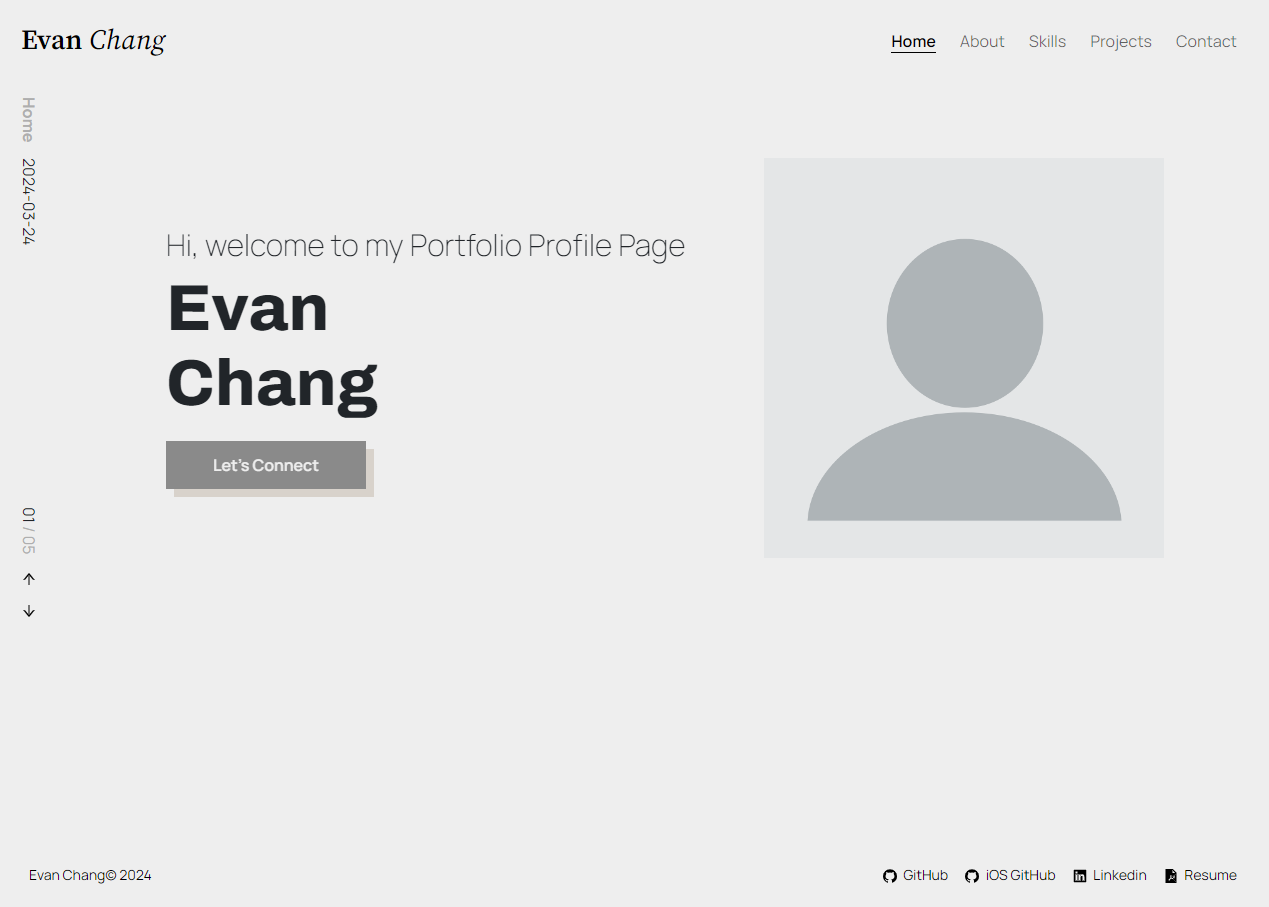 Evan Chang
Home About Skills Projects Contact
Home 2024-03-24
Hi, welcome to my Portfolio Profile Page
Evan
Chang
Let's Connect
01 / 05
Evan Chang© 2024
GitHub iOS GitHub Linkedin Resume